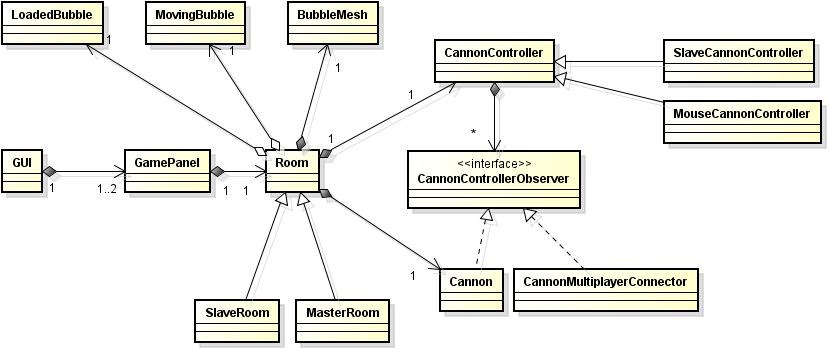 LoadedBubble
MovingBubble
BubbleMesh
CannonController
SlaveCannonController
MouseCannonController
1
1
1
1
1
*
<<interface>>
CannonControllerObserver
GUI
GamePanel
Room
1
1..2
1
1
1
SlaveRoom
MasterRoom
Cannon
CannonMultiplayerConnector